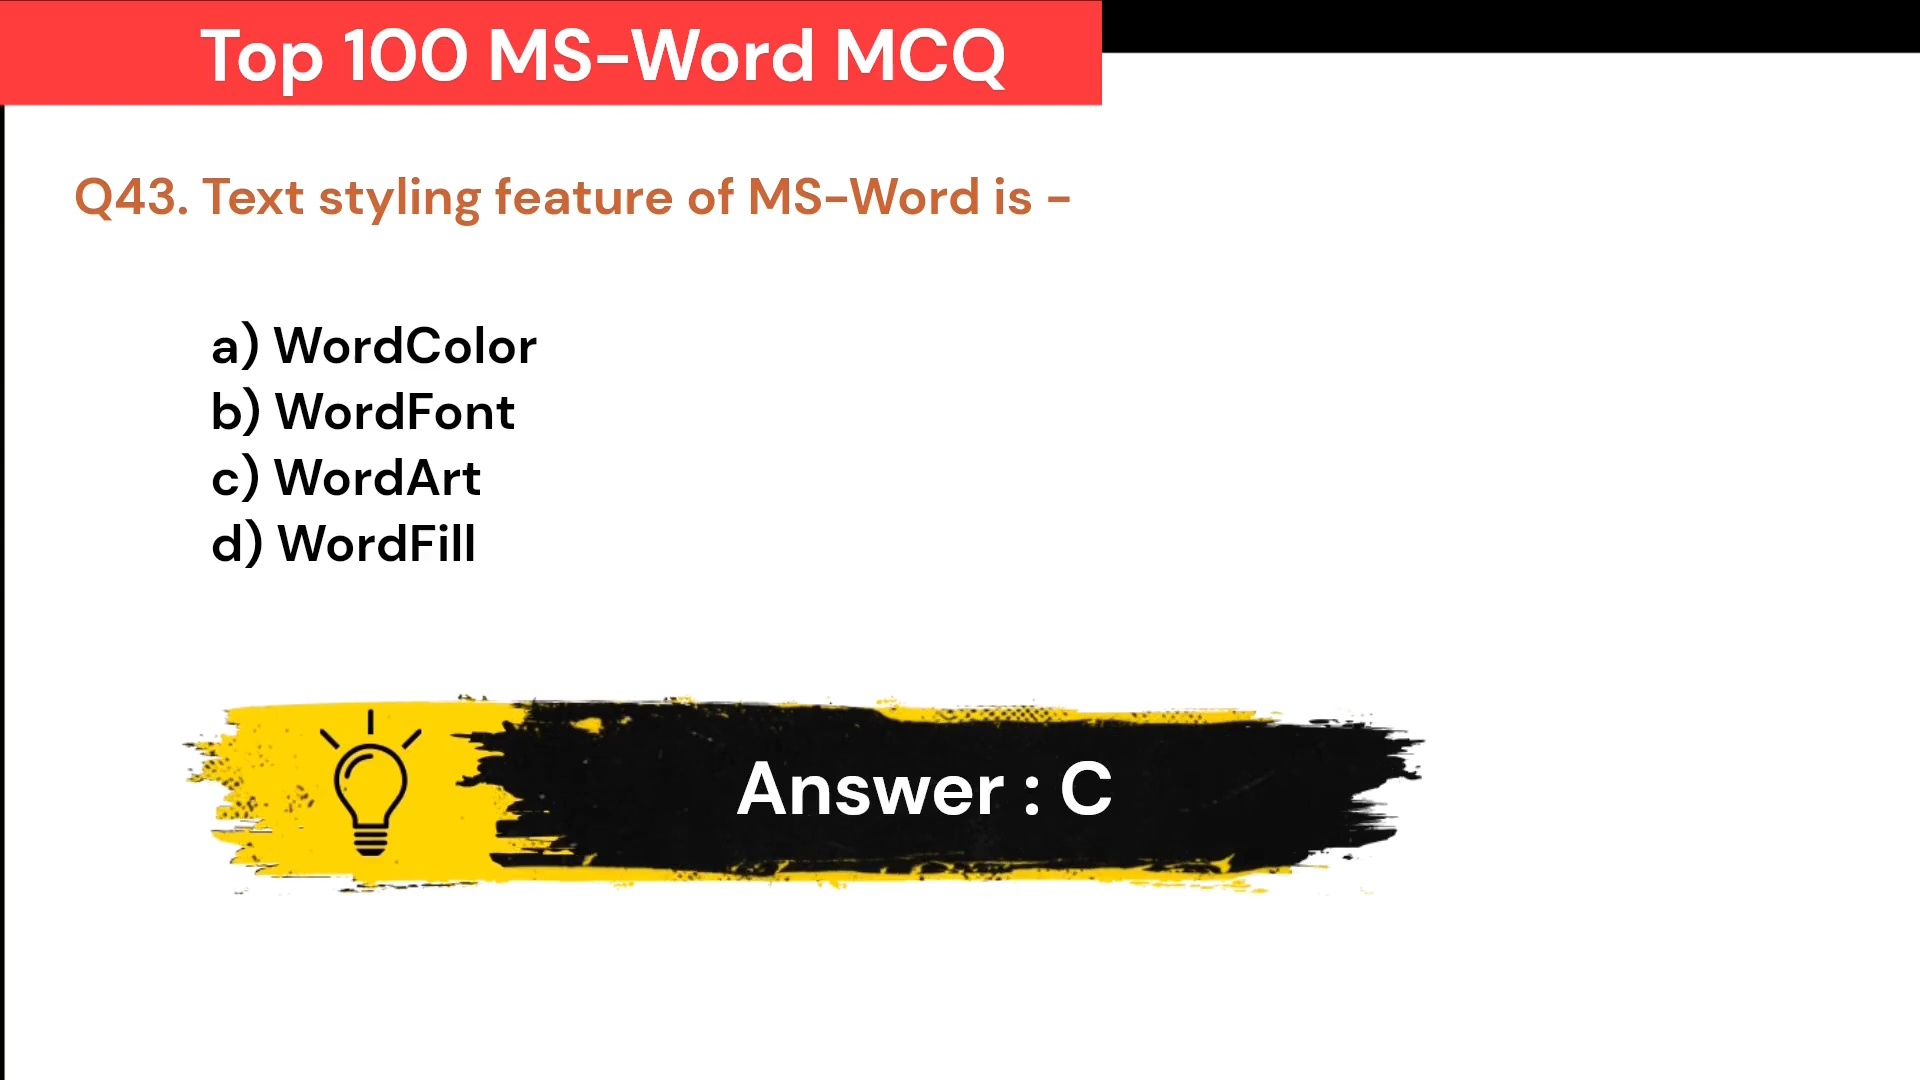 Top 100 MS-Word MCQ
Q43. Text styling feature of MS-Word is -
a) WordColor
b) WordFont
c) WordArt
d) WordFill
Answer : C